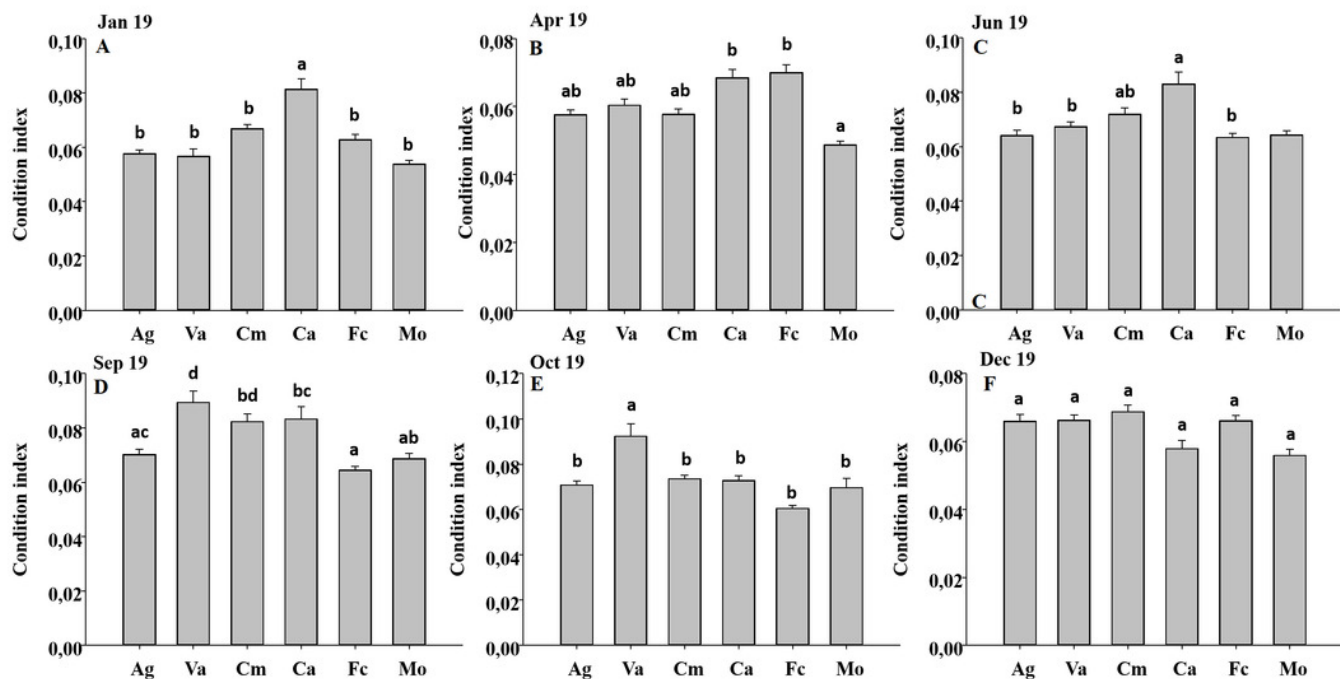 Jan 19
A
Condition index
0,10
0,08
0,06
0,04
0,02
0,00
b b b a b b
Ag Va Cm Ca Fc Mo
Apr 19
B
Condition index
0,08
0,06
0,04
0,02
0,00
ab ab ab b b a
Ag Va Cm Ca Fc Mo
Jun 19
C
Condition index
0,10
0,08
0,06
0,04
0,02
0,00
b b ab a b
C
Ag Va Cm Ca Fc Mo
Sep 19
D
Condition index
0,10
0,08
0,06
0,04
0,02
0,00
ac d bd bc a ab
Ag Va Cm Ca Fc Mo
Oct 19
E
Condition index
0,12
0,10
0,08
0,06
0,04
0,02
0,00
b a b b b b
Ag Va Cm Ca Fc Mo
Dec 19
F
Condition index
0,08
0,06
0,04
0,02
0,00
a a a a a a
Ag Va Cm Ca Fc Mo